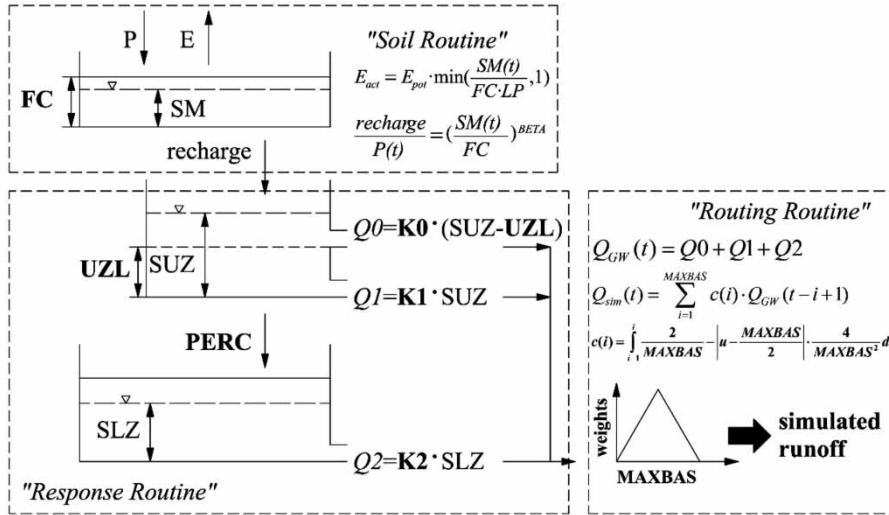 P E
"Soil Routine"
E_act = E_pot · min(SM(t)/FC·LP, 1)
FC
SM
recharge/P(t) = (SM(t)/FC)^BETA
recharge
Q0=K0·(SUZ-UZL)
UZL
SUZ
Q1=K1·SUZ
PERC
SLZ
Q2=K2·SLZ
"Response Routine"
"Routing Routine"
Q_GW(t) = Q0 + Q1 + Q2
Q_sim(t) = ∑_{i=1}^{MAXBAS} c(i) · Q_GW(t-i+1)
c(i) = ∫_{i-1}^{i} 2/MAXBAS - |u - MAXBAS/2| · 4/MAXBAS² d
weights
MAXBAS
simulated
runoff